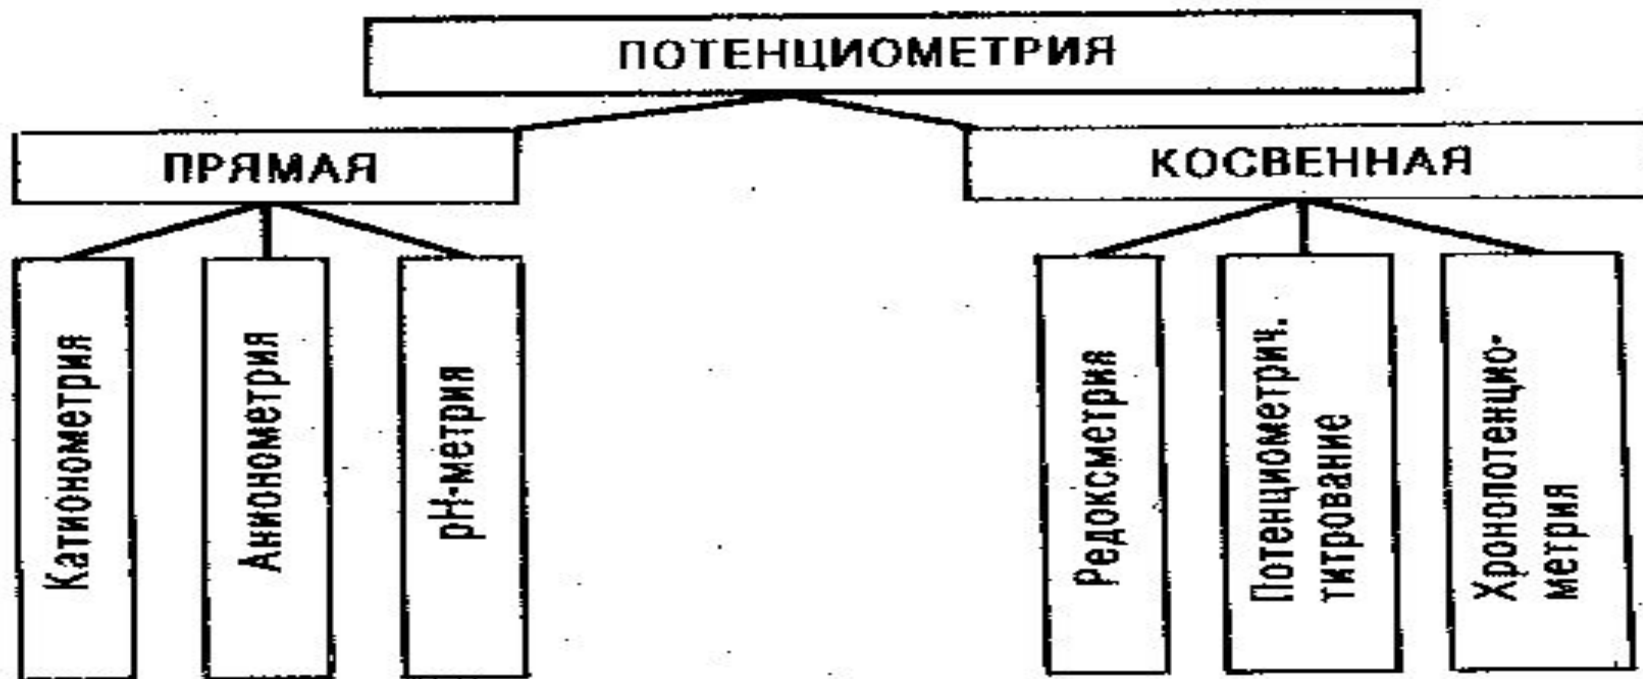 ПОТЕНЦИОМЕТРИЯ
ПРЯМАЯ
КОСВЕННАЯ
Катионометрия
Анионометрия
pH-метрия
Редоксметрия
Потенциометрич.
титрование
Хронопотенцио-
метрия